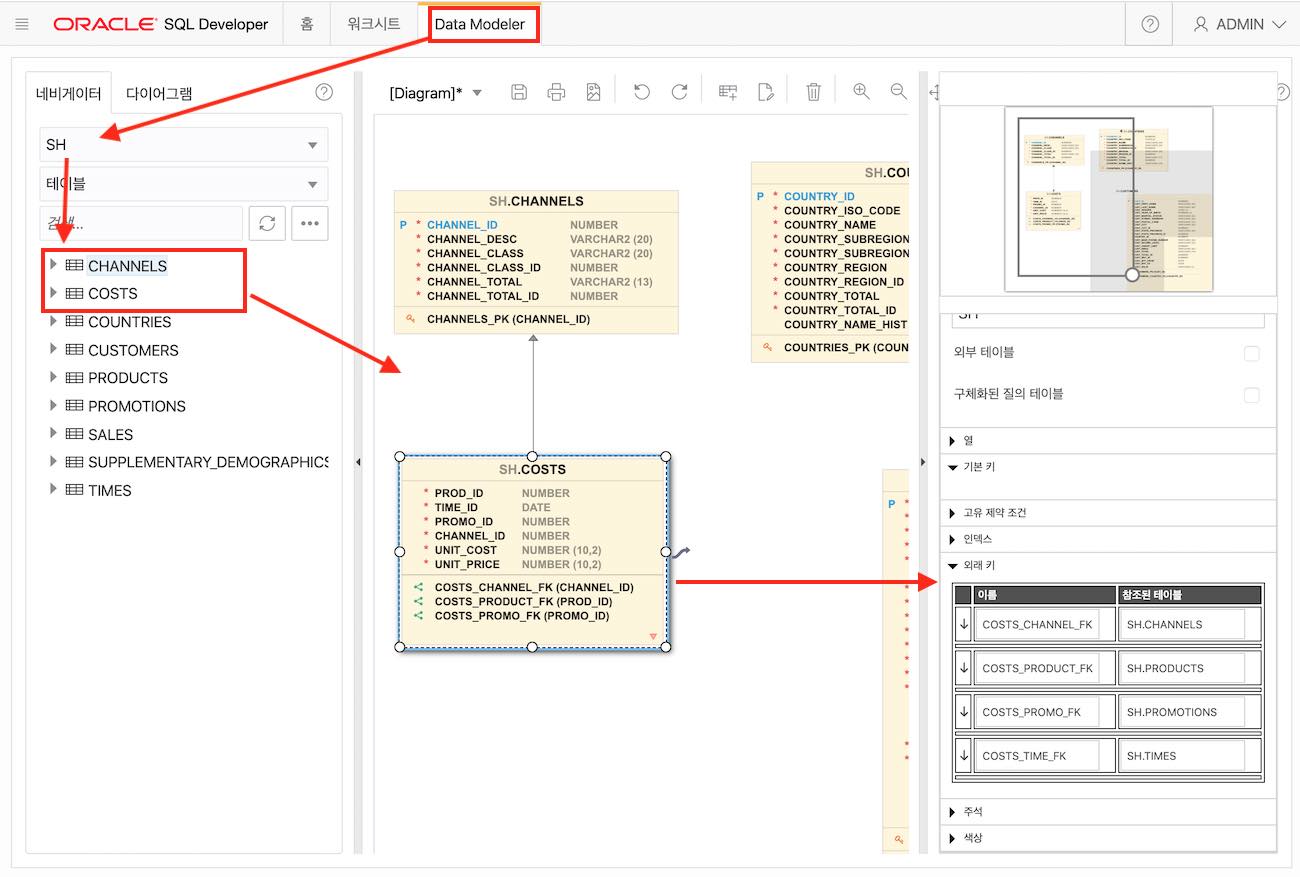 ORACLE® SQL Developer
홈
워크시트
Data Modeler
ADMIN
네비게이터
다이어그램
SH
테이블
검색...
CHANNELS
COSTS
COUNTRIES
CUSTOMERS
PRODUCTS
PROMOTIONS
SALES
SUPPLEMENTARY_DEMOGRAPHICS
TIMES
[Diagram]*
SH.CHANNELS
P * CHANNEL_ID NUMBER
* CHANNEL_DESC VARCHAR2 (20)
* CHANNEL_CLASS VARCHAR2 (20)
* CHANNEL_CLASS_ID NUMBER
* CHANNEL_TOTAL VARCHAR2 (13)
* CHANNEL_TOTAL_ID NUMBER
CHANNELS_PK (CHANNEL_ID)
SH.COU
P * COUNTRY_ID
* COUNTRY_ISO_CODE
* COUNTRY_NAME
* COUNTRY_SUBREGION
* COUNTRY_SUBREGION
* COUNTRY_REGION
* COUNTRY_REGION_ID
* COUNTRY_TOTAL
* COUNTRY_TOTAL_ID
COUNTRY_NAME_HIST
COUNTRIES_PK (COUN
SH.COSTS
* PROD_ID NUMBER
* TIME_ID DATE
* PROMO_ID NUMBER
* CHANNEL_ID NUMBER
* UNIT_COST NUMBER (10,2)
* UNIT_PRICE NUMBER (10,2)
COSTS_CHANNEL_FK (CHANNEL_ID)
COSTS_PRODUCT_FK (PROD_ID)
COSTS_PROMO_FK (PROMO_ID)
P
SH
외부 테이블
구체화된 질의 테이블
열
기본 키
고유 제약 조건
인덱스
외래 키
이름 참조된 테이블
COSTS_CHANNEL_FK SH.CHANNELS
COSTS_PRODUCT_FK SH.PRODUCTS
COSTS_PROMO_FK SH.PROMOTIONS
COSTS_TIME_FK SH.TIMES
주석
색상